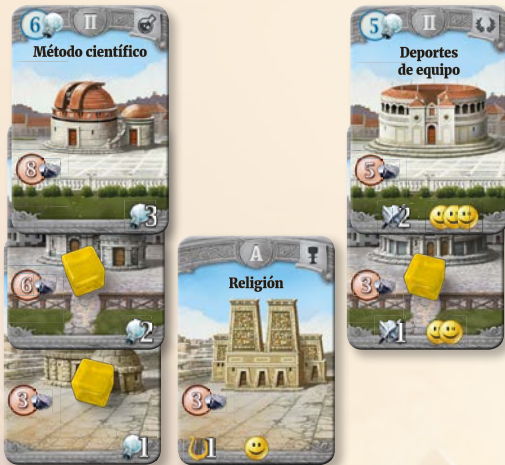 6 II
Método científico
8
3
6
2
3
1
A
Religión
1
5 II
Deportes
de equipo
5
2
3
1